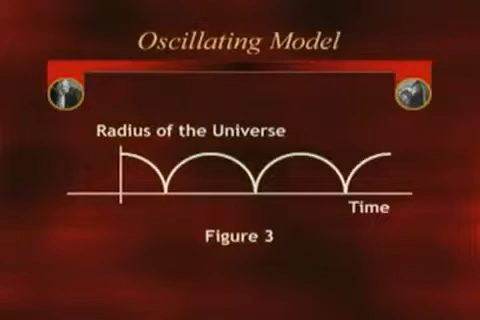 Oscillating Model
Radius of the Universe
Time
Figure 3